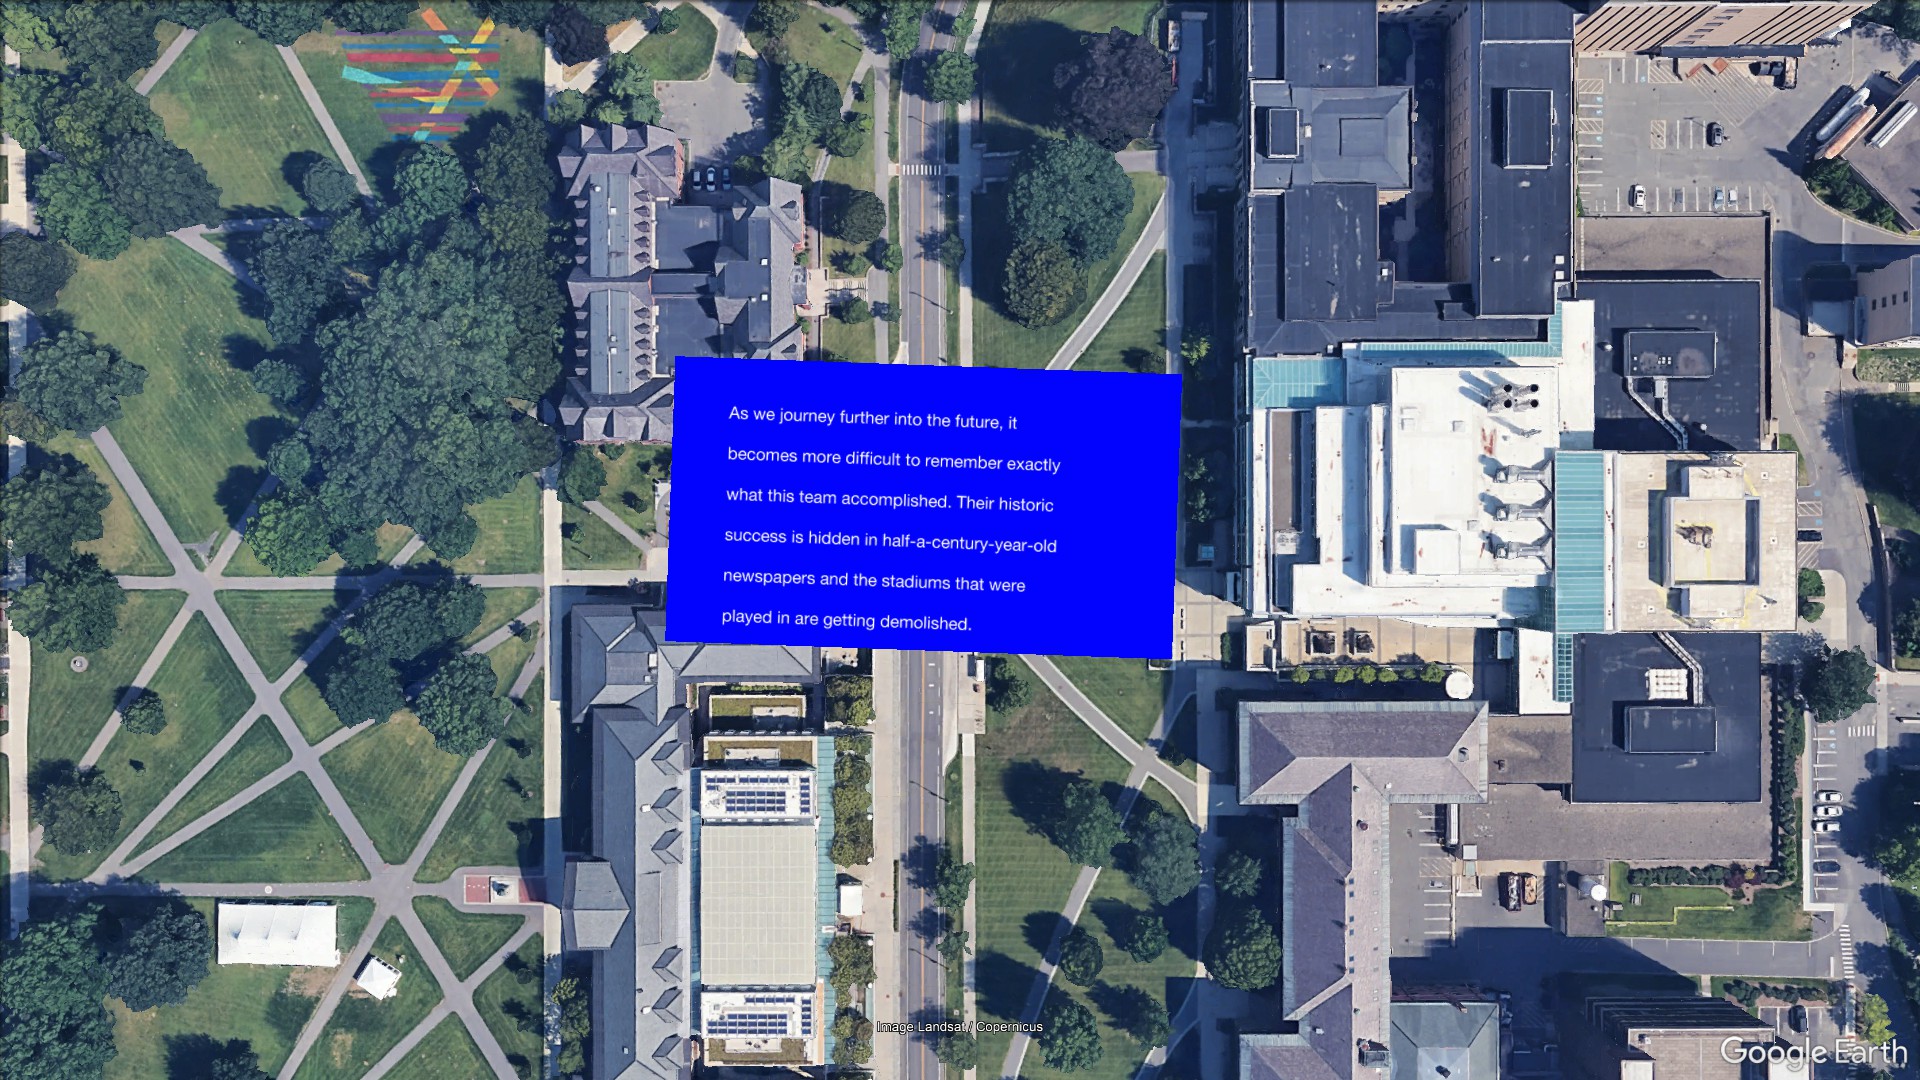 As we journey further into the future, it
becomes more difficult to remember exactly
what this team accomplished. Their historic
success is hidden in half-a-century-year-old
newspapers and the stadiums that were
played in are getting demolished.
Image Landsat / Copernicus
Google Earth